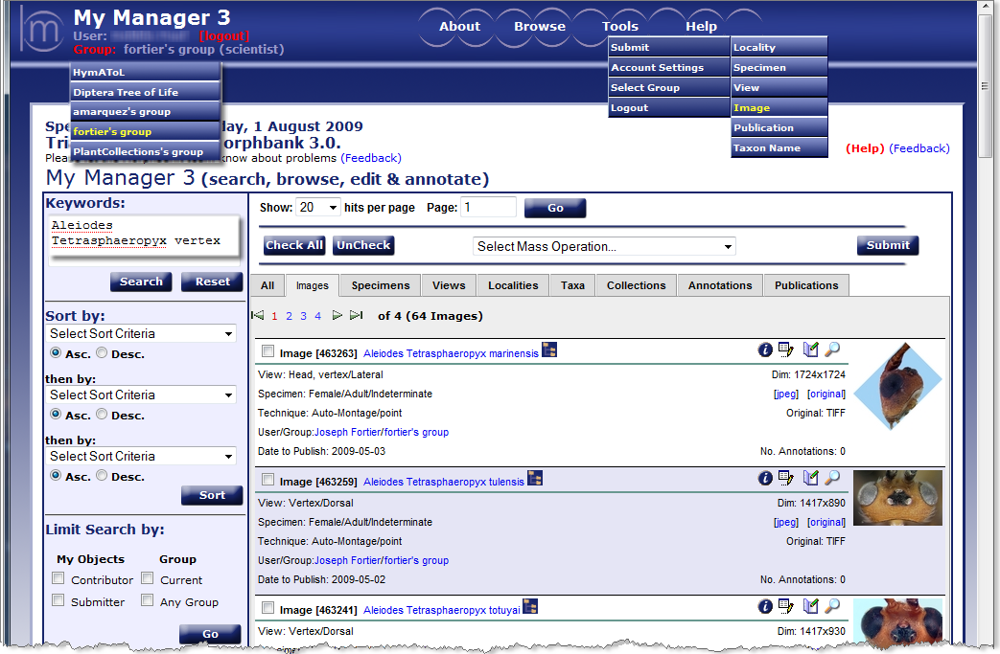 My Manager 3
User: [logout]
Group: fortier's group (scientist)
About Browse Tools Help
HymAToL
Diptera Tree of Life
amarquez's group
fortier's group
PlantCollections's group
Submit
Account Settings
Select Group
Logout
Locality
Specimen
View
Image
Publication
Taxon Name
day, 1 August 2009
orphbank 3.0.
know about problems (Feedback)
(Help) (Feedback)
My Manager 3 (search, browse, edit & annotate)
Keywords:
Aleiodes
Tetrasphaeropyx vertex
Search Reset
Sort by:
Select Sort Criteria
Asc. Desc.
then by:
Select Sort Criteria
Asc. Desc.
then by:
Select Sort Criteria
Asc. Desc.
Sort
Limit Search by:
My Objects Group
Contributor Current
Submitter Any Group
Go
Show: 20 hits per page Page: 1 Go
Check All UnCheck Select Mass Operation... Submit
All Images Specimens Views Localities Taxa Collections Annotations Publications
1 2 3 4 of 4 (64 Images)
Image [463263] Aleiodes Tetrasphaeropyx marinensis
View: Head, vertex/Lateral Dim: 1724x1724
Specimen: Female/Adult/Indeterminate [jpeg] [original]
Technique: Auto-Montage/point Original: TIFF
User/Group:Joseph Fortier/fortier's group
Date to Publish: 2009-05-03 No. Annotations: 0
Image [463259] Aleiodes Tetrasphaeropyx tulensis
View: Vertex/Dorsal Dim: 1417x890
Specimen: Female/Adult/Indeterminate [jpeg] [original]
Technique: Auto-Montage/point Original: TIFF
User/Group:Joseph Fortier/fortier's group
Date to Publish: 2009-05-02 No. Annotations: 0
Image [463241] Aleiodes Tetrasphaeropyx totuyai
View: Vertex/Dorsal Dim: 1417x930